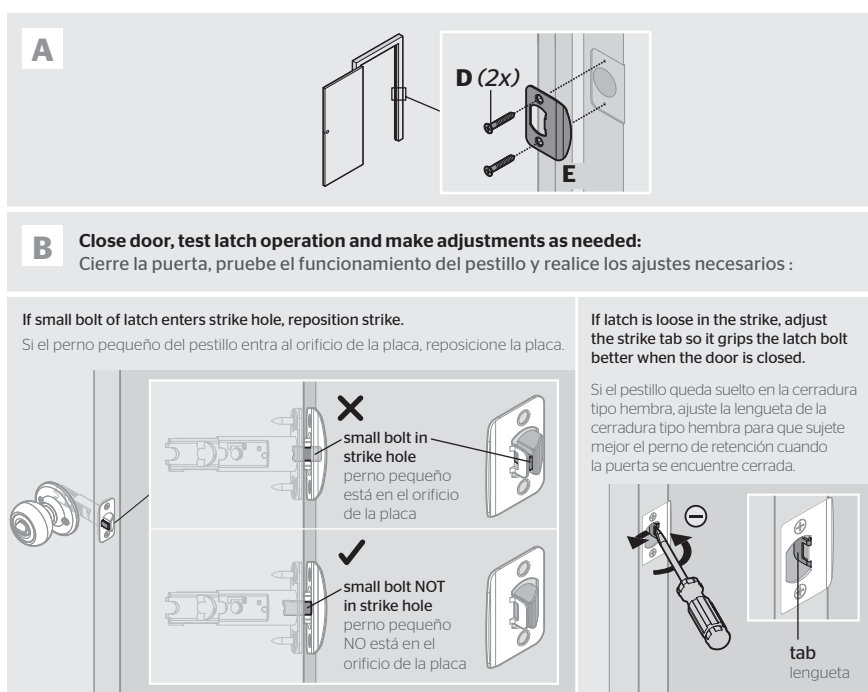 A
D (2x)
E
B
Close door, test latch operation and make adjustments as needed:
Cierre la puerta, pruebe el funcionamiento del pestillo y realice los ajustes necesarios :
If small bolt of latch enters strike hole, reposition strike.
Si el perno pequeño del pestillo entra al orificio de la placa, reposicione la placa.
small bolt in
strike hole
perno pequeño
está en el orificio
de la placa
small bolt NOT
in strike hole
perno pequeño
NO está en el
orificio de la placa
If latch is loose in the strike, adjust
the strike tab so it grips the latch bolt
better when the door is closed.
Si el pestillo queda suelto en la cerradura
tipo hembra, ajuste la lengueta de la
cerradura tipo hembra para que sujete
mejor el perno de retención cuando
la puerta se encuentre cerrada.
tab
lengueta